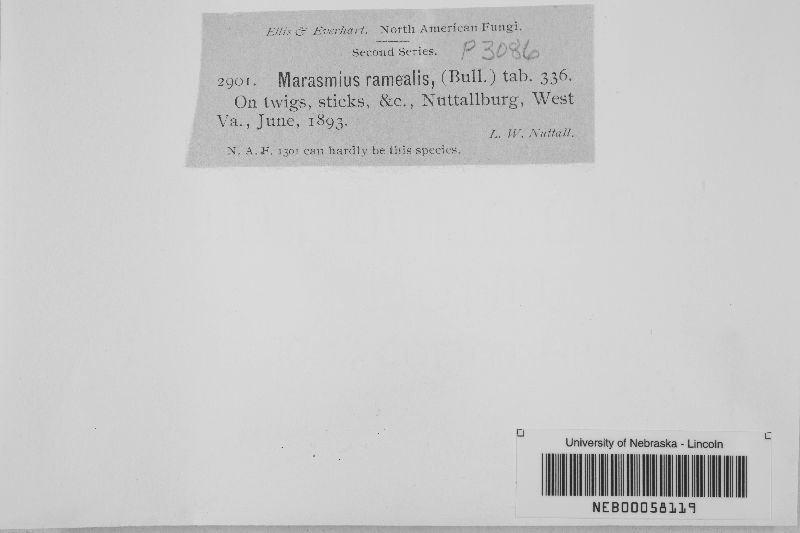 Ellis & Everhart. North American Fungi.
Second Series. P3086
2901. Marasmius ramealis, (Bull.) tab. 336.
On twigs, sticks, &c., Nuttallburg, West
Va., June, 1893.
L. W. Nuttall.
N. A. F. 1301 can hardly be this species.
University of Nebraska - Lincoln
NEB00058119